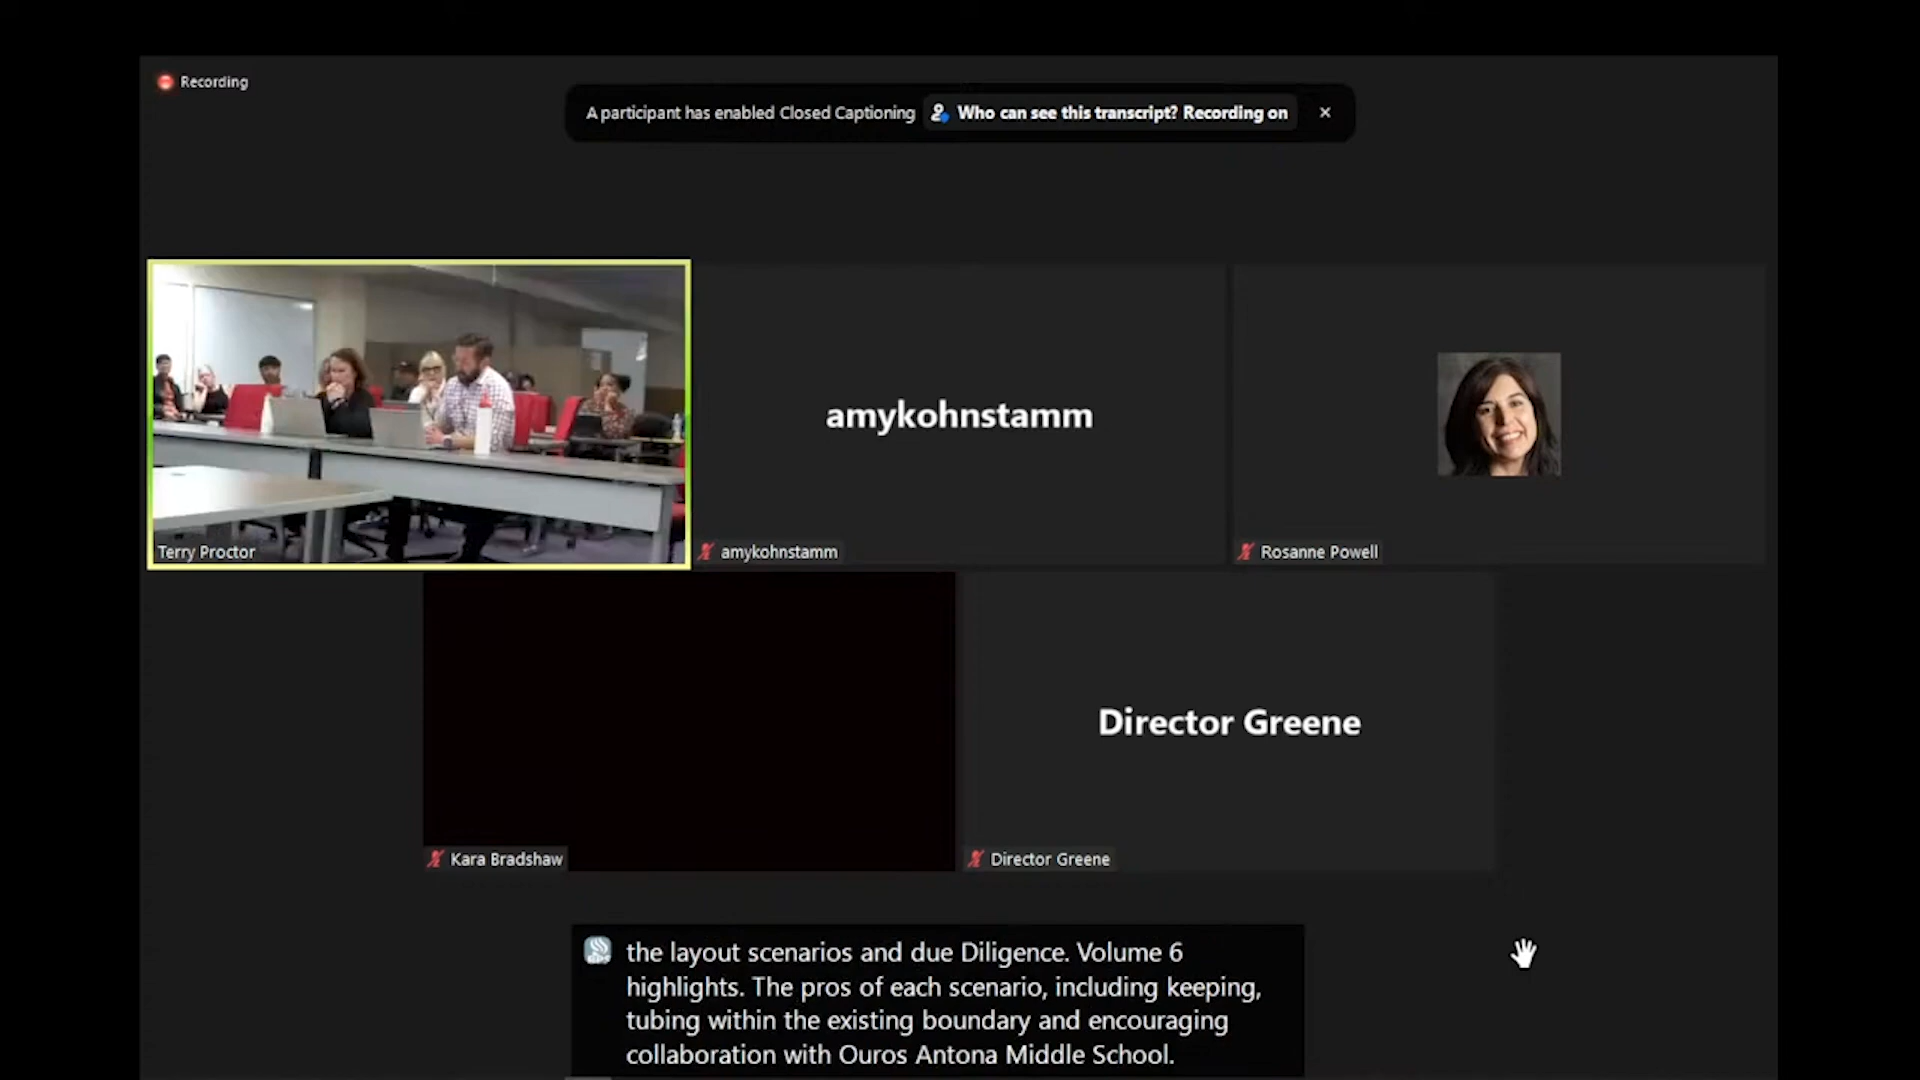 Recording
A participant has enabled Closed Captioning Who can see this transcript? Recording on
amykohnstamm
Terry Proctor
amykohnstamm
Rosanne Powell
Director Greene
Kara Bradshaw
Director Greene
the layout scenarios and due Diligence. Volume 6
highlights. The pros of each scenario, including keeping,
tubing within the existing boundary and encouraging
collaboration with Ouros Antona Middle School.